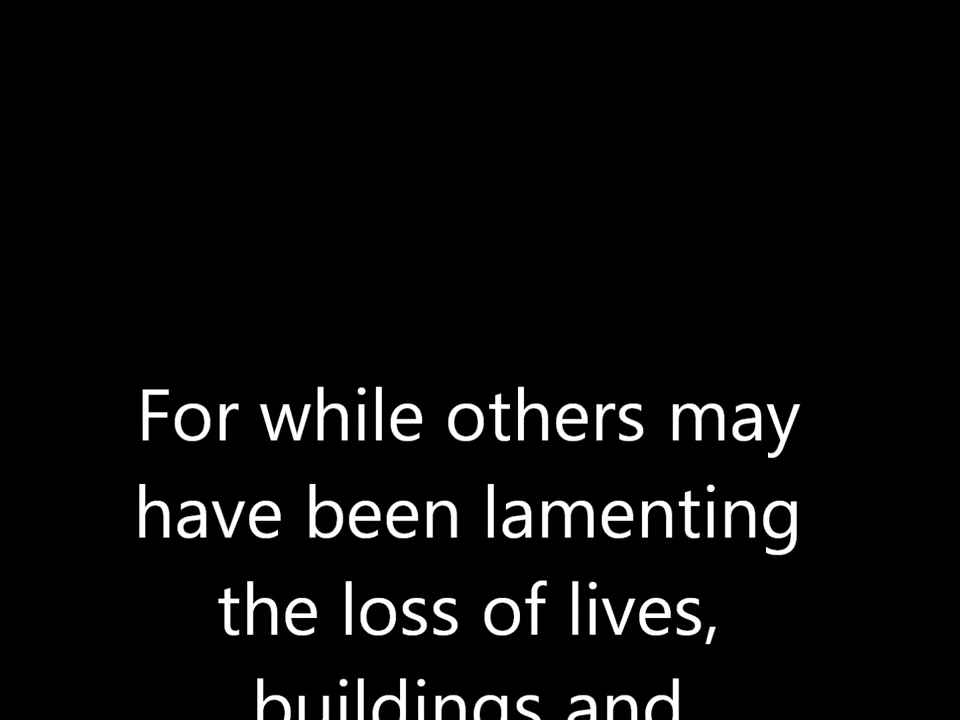 For while others may
have been lamenting
the loss of lives,
buildings and